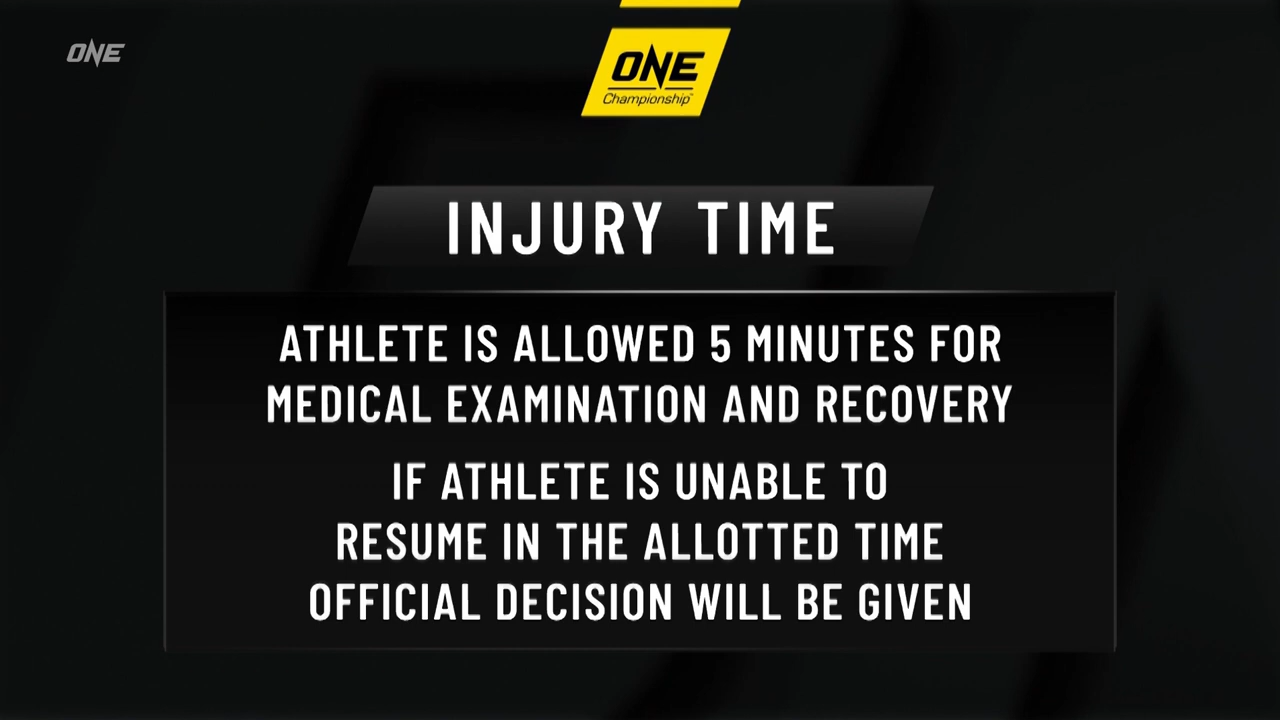 ONE
ONE
Championship™
INJURY TIME
ATHLETE IS ALLOWED 5 MINUTES FOR
MEDICAL EXAMINATION AND RECOVERY
IF ATHLETE IS UNABLE TO
RESUME IN THE ALLOTTED TIME
OFFICIAL DECISION WILL BE GIVEN